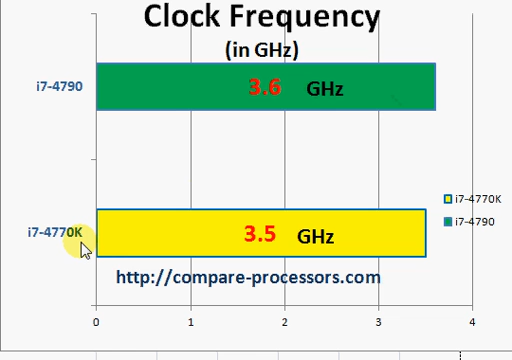 Clock Frequency
(in GHz)
i7-4790
3.6 GHz
i7-4770K
i7-4790
i7-4770K
3.5 GHz
http://compare-processors.com
0 1 2 3 4